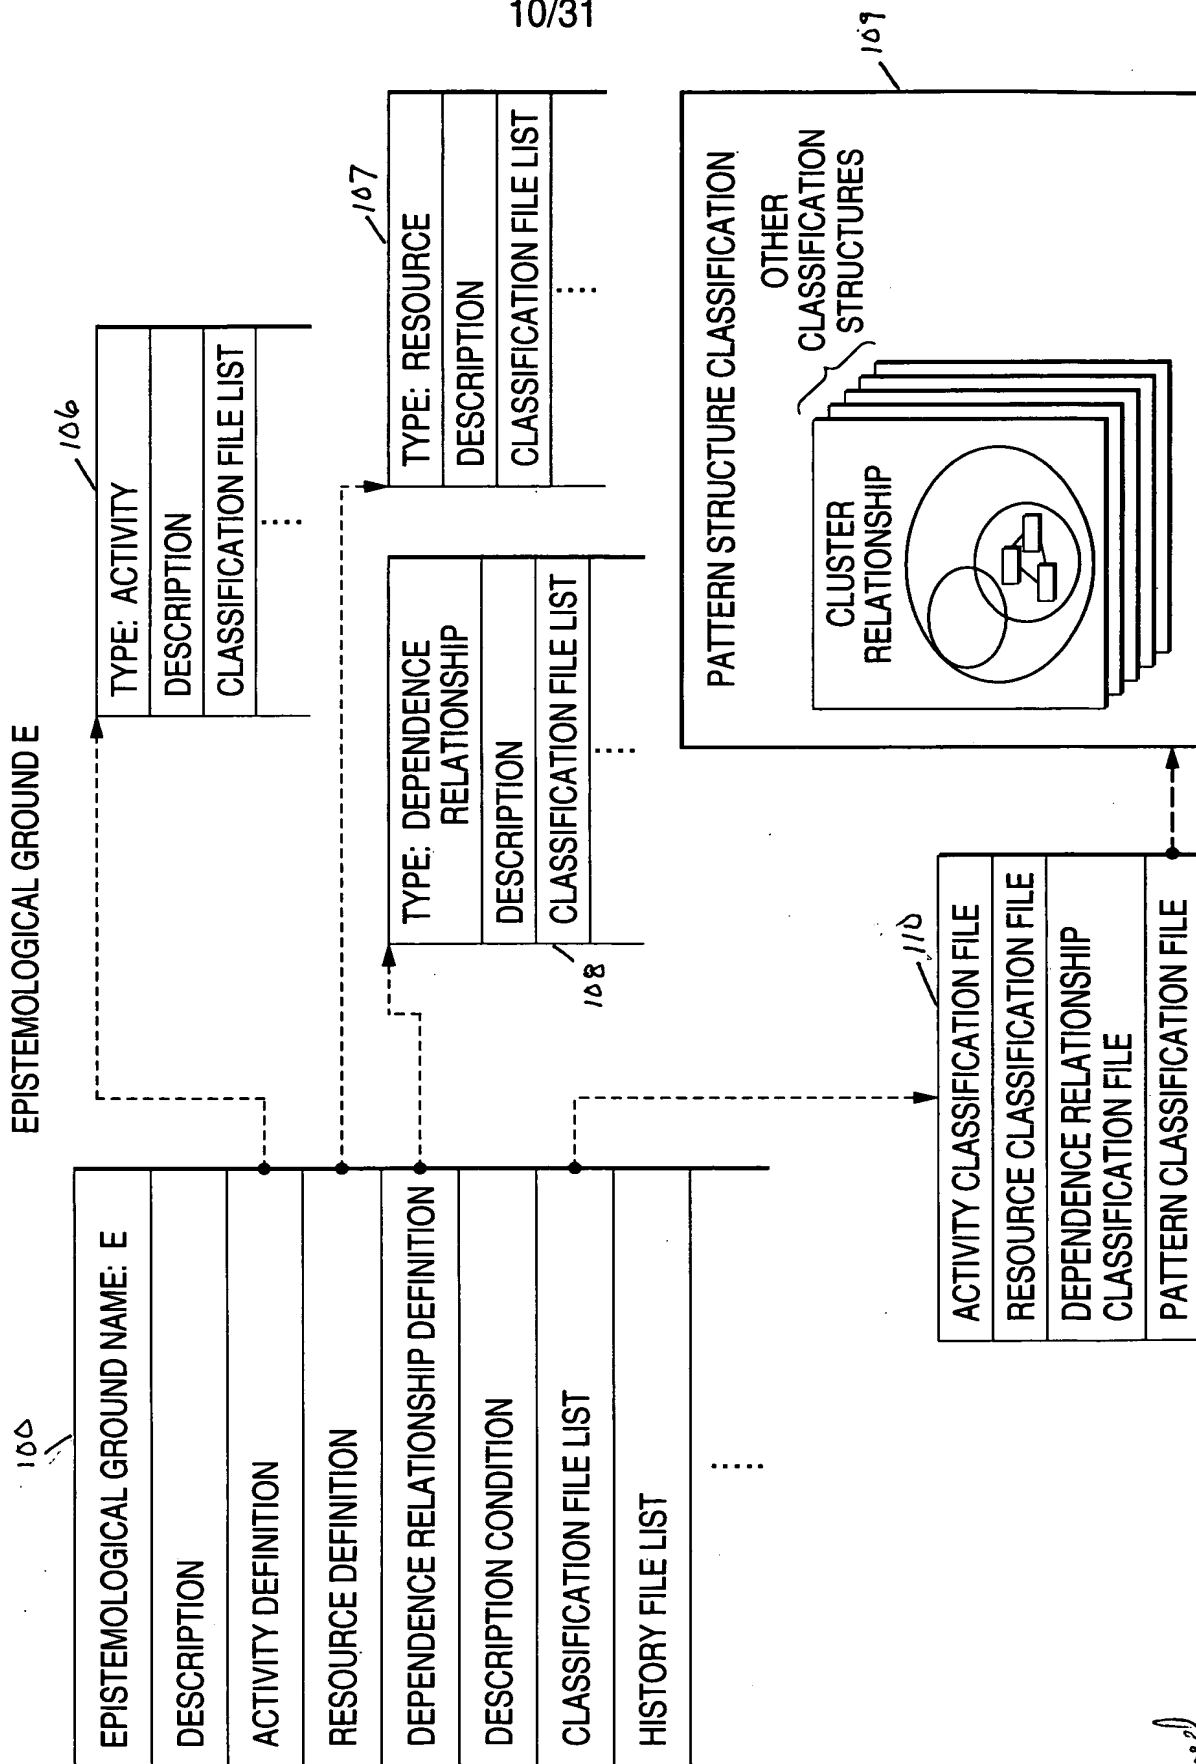 10/31
EPISTEMOLOGICAL GROUND E
100
EPISTEMOLOGICAL GROUND NAME: E
DESCRIPTION
ACTIVITY DEFINITION
RESOURCE DEFINITION
DEPENDENCE RELATIONSHIP DEFINITION
DESCRIPTION CONDITION
CLASSIFICATION FILE LIST
HISTORY FILE LIST
106
TYPE: ACTIVITY
DESCRIPTION
CLASSIFICATION FILE LIST
107
TYPE: RESOURCE
DESCRIPTION
CLASSIFICATION FILE LIST
108
TYPE: DEPENDENCE
RELATIONSHIP
DESCRIPTION
CLASSIFICATION FILE LIST
110
ACTIVITY CLASSIFICATION FILE
RESOURCE CLASSIFICATION FILE
DEPENDENCE RELATIONSHIP
CLASSIFICATION FILE
PATTERN CLASSIFICATION FILE
109
PATTERN STRUCTURE CLASSIFICATION
OTHER
CLASSIFICATION
STRUCTURES
CLUSTER
RELATIONSHIP